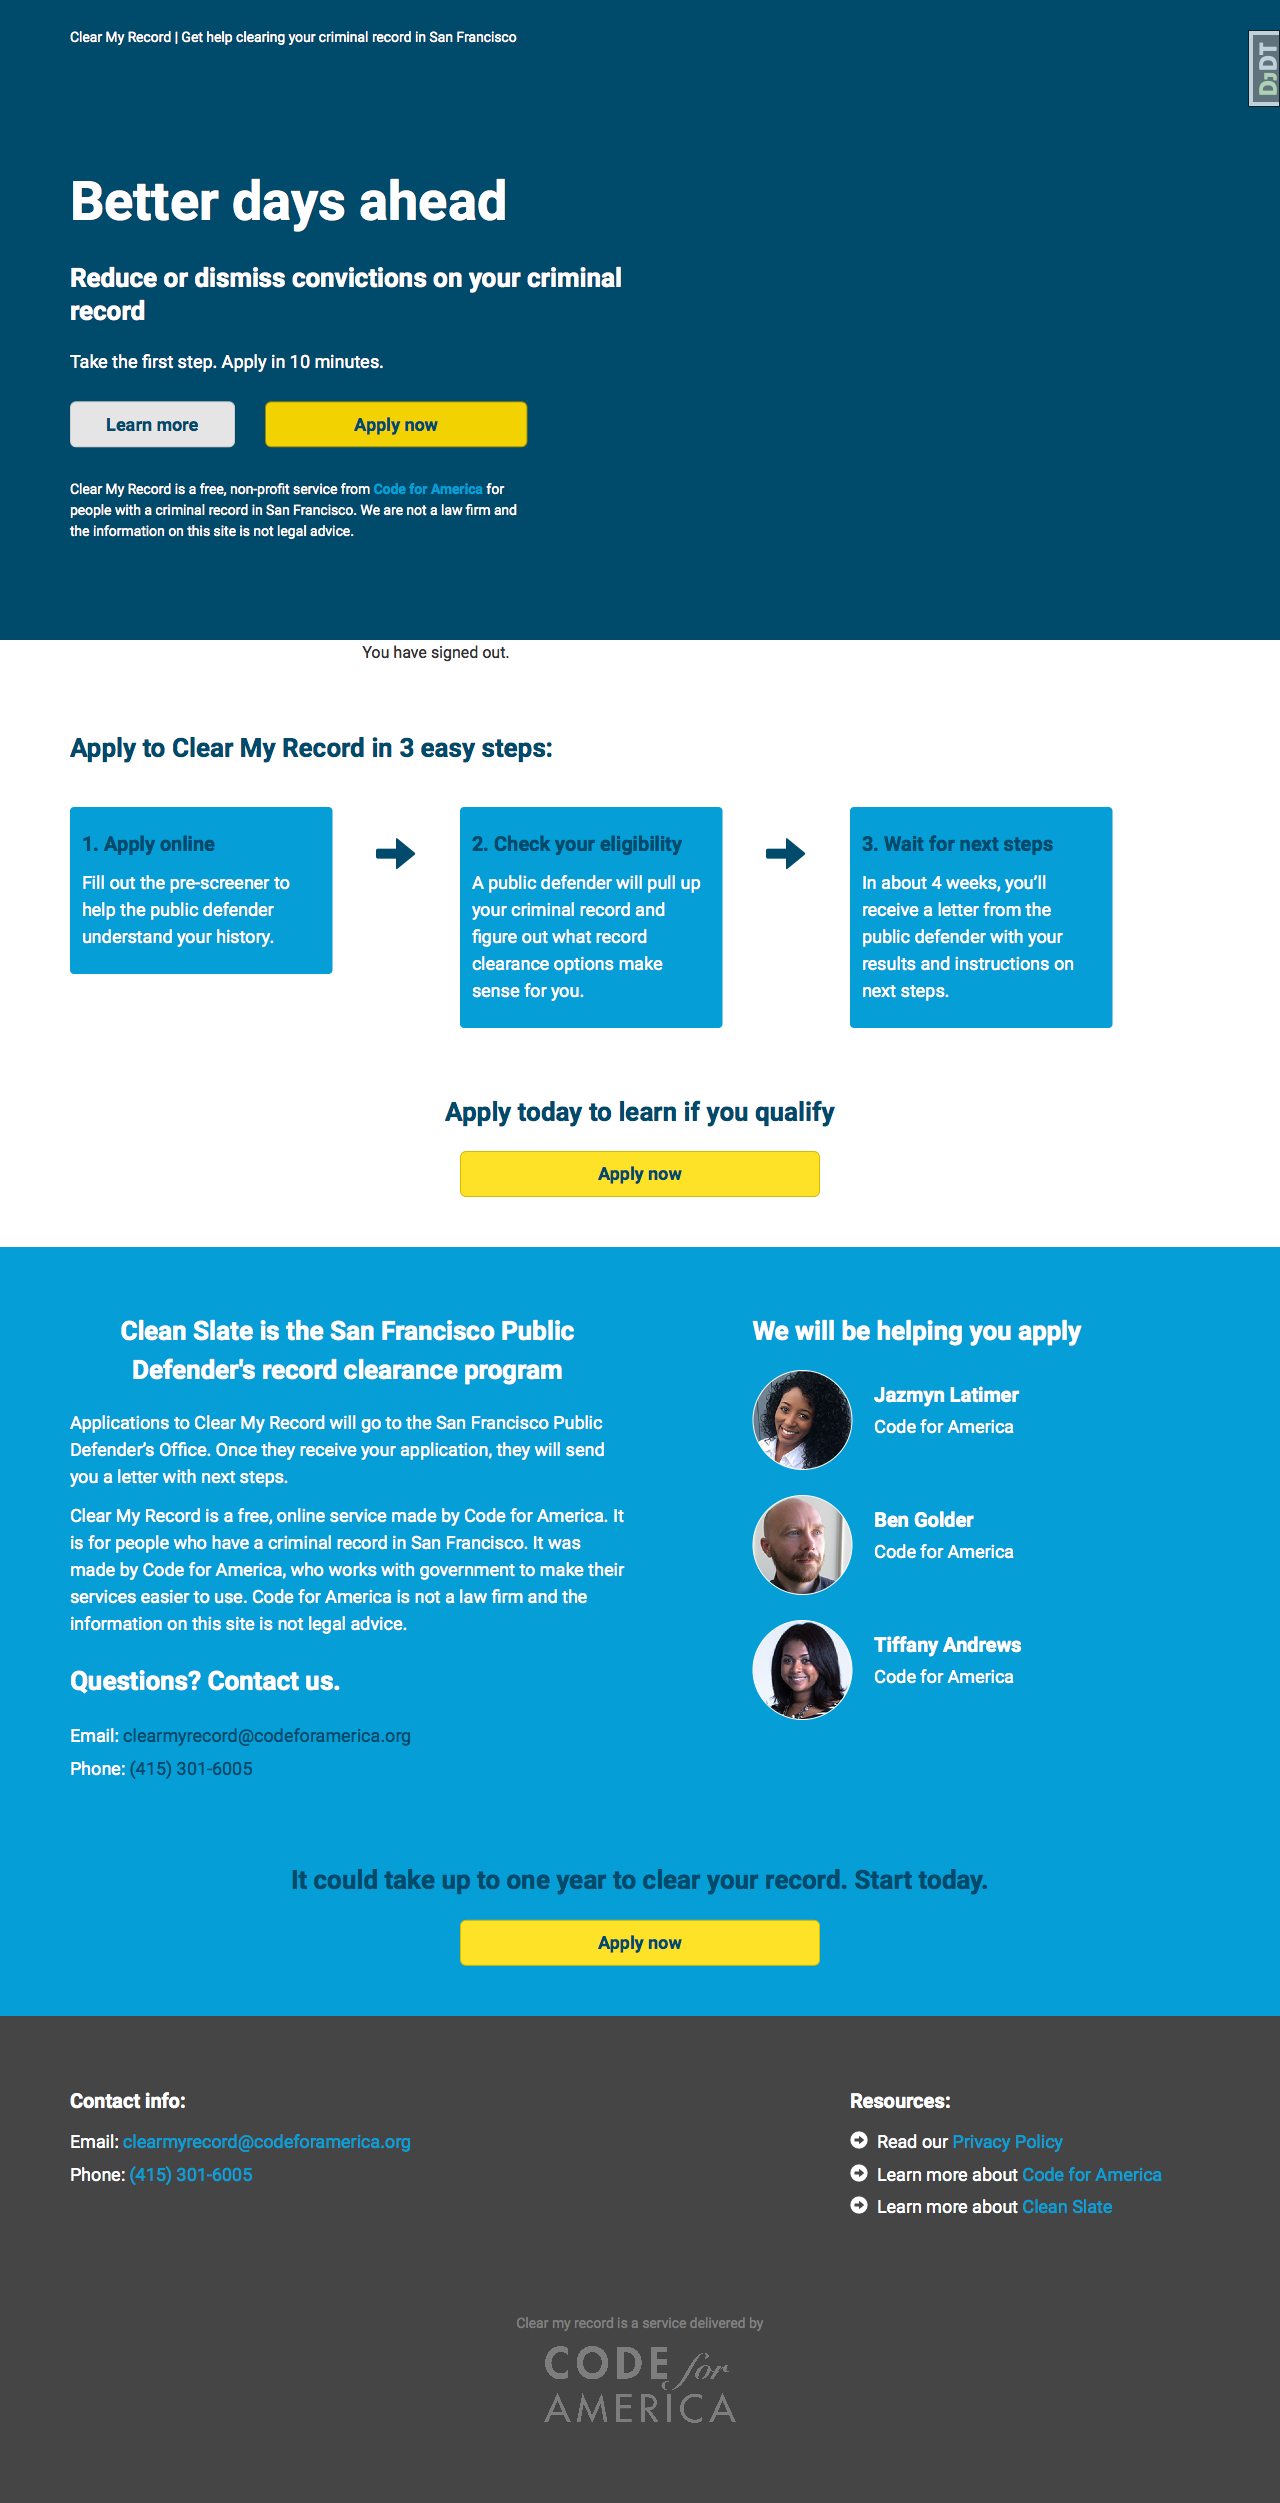 Clear My Record | Get help clearing your criminal record in San Francisco
DJDT
Better days ahead
Reduce or dismiss convictions on your criminal
record
Take the first step. Apply in 10 minutes.
Learn more
Apply now
Clear My Record is a free, non-profit service from Code for America for
people with a criminal record in San Francisco. We are not a law firm and
the information on this site is not legal advice.
You have signed out.
Apply to Clear My Record in 3 easy steps:
1. Apply online
Fill out the pre-screener to
help the public defender
understand your history.
2. Check your eligibility
A public defender will pull up
your criminal record and
figure out what record
clearance options make
sense for you.
3. Wait for next steps
In about 4 weeks, you’ll
receive a letter from the
public defender with your
results and instructions on
next steps.
Apply today to learn if you qualify
Apply now
Clean Slate is the San Francisco Public
Defender's record clearance program
Applications to Clear My Record will go to the San Francisco Public
Defender’s Office. Once they receive your application, they will send
you a letter with next steps.
Clear My Record is a free, online service made by Code for America. It
is for people who have a criminal record in San Francisco. It was
made by Code for America, who works with government to make their
services easier to use. Code for America is not a law firm and the
information on this site is not legal advice.
Questions? Contact us.
Email: clearmyrecord@codeforamerica.org
Phone: (415) 301-6005
We will be helping you apply
Jazmyn Latimer
Code for America
Ben Golder
Code for America
Tiffany Andrews
Code for America
It could take up to one year to clear your record. Start today.
Apply now
Contact info:
Email: clearmyrecord@codeforamerica.org
Phone: (415) 301-6005
Resources:
Read our Privacy Policy
Learn more about Code for America
Learn more about Clean Slate
Clear my record is a service delivered by
CODE for
AMERICA